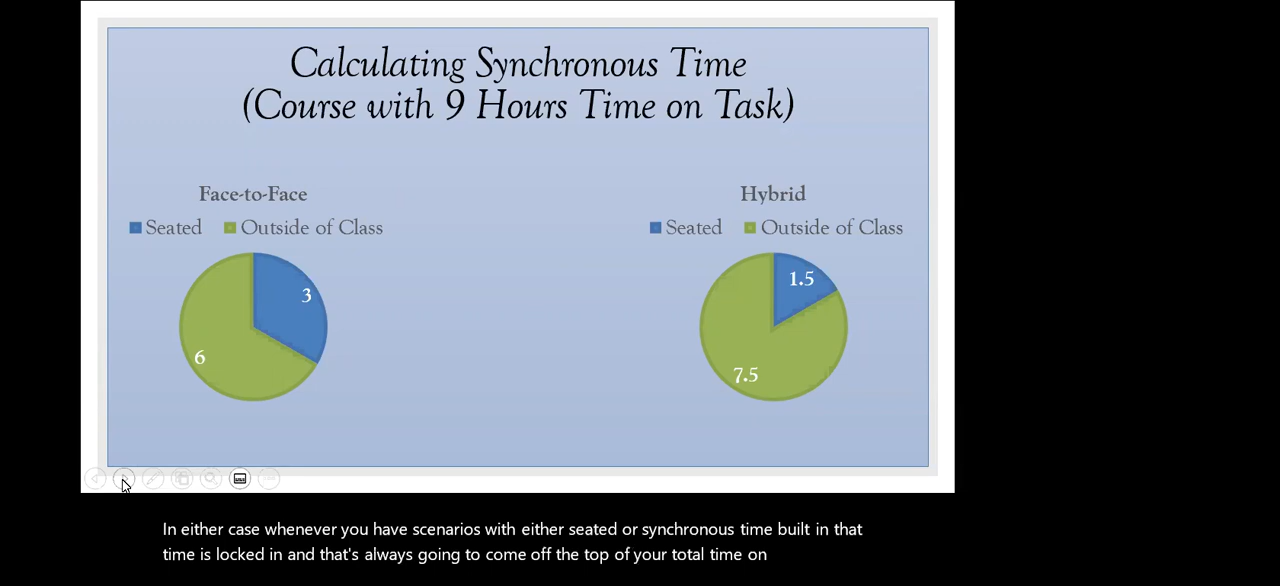 Calculating Synchronous Time
(Course with 9 Hours Time on Task)
Face-to-Face
Seated Outside of Class
3
6
Hybrid
Seated Outside of Class
1.5
7.5
In either case whenever you have scenarios with either seated or synchronous time built in that
time is locked in and that's always going to come off the top of your total time on